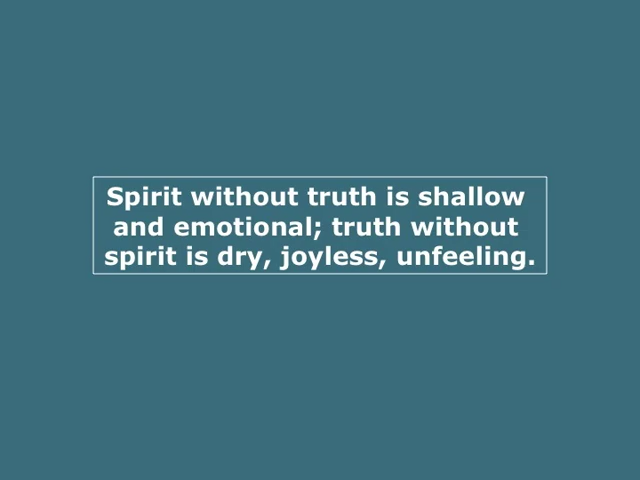 Spirit without truth is shallow
and emotional; truth without
spirit is dry, joyless, unfeeling.